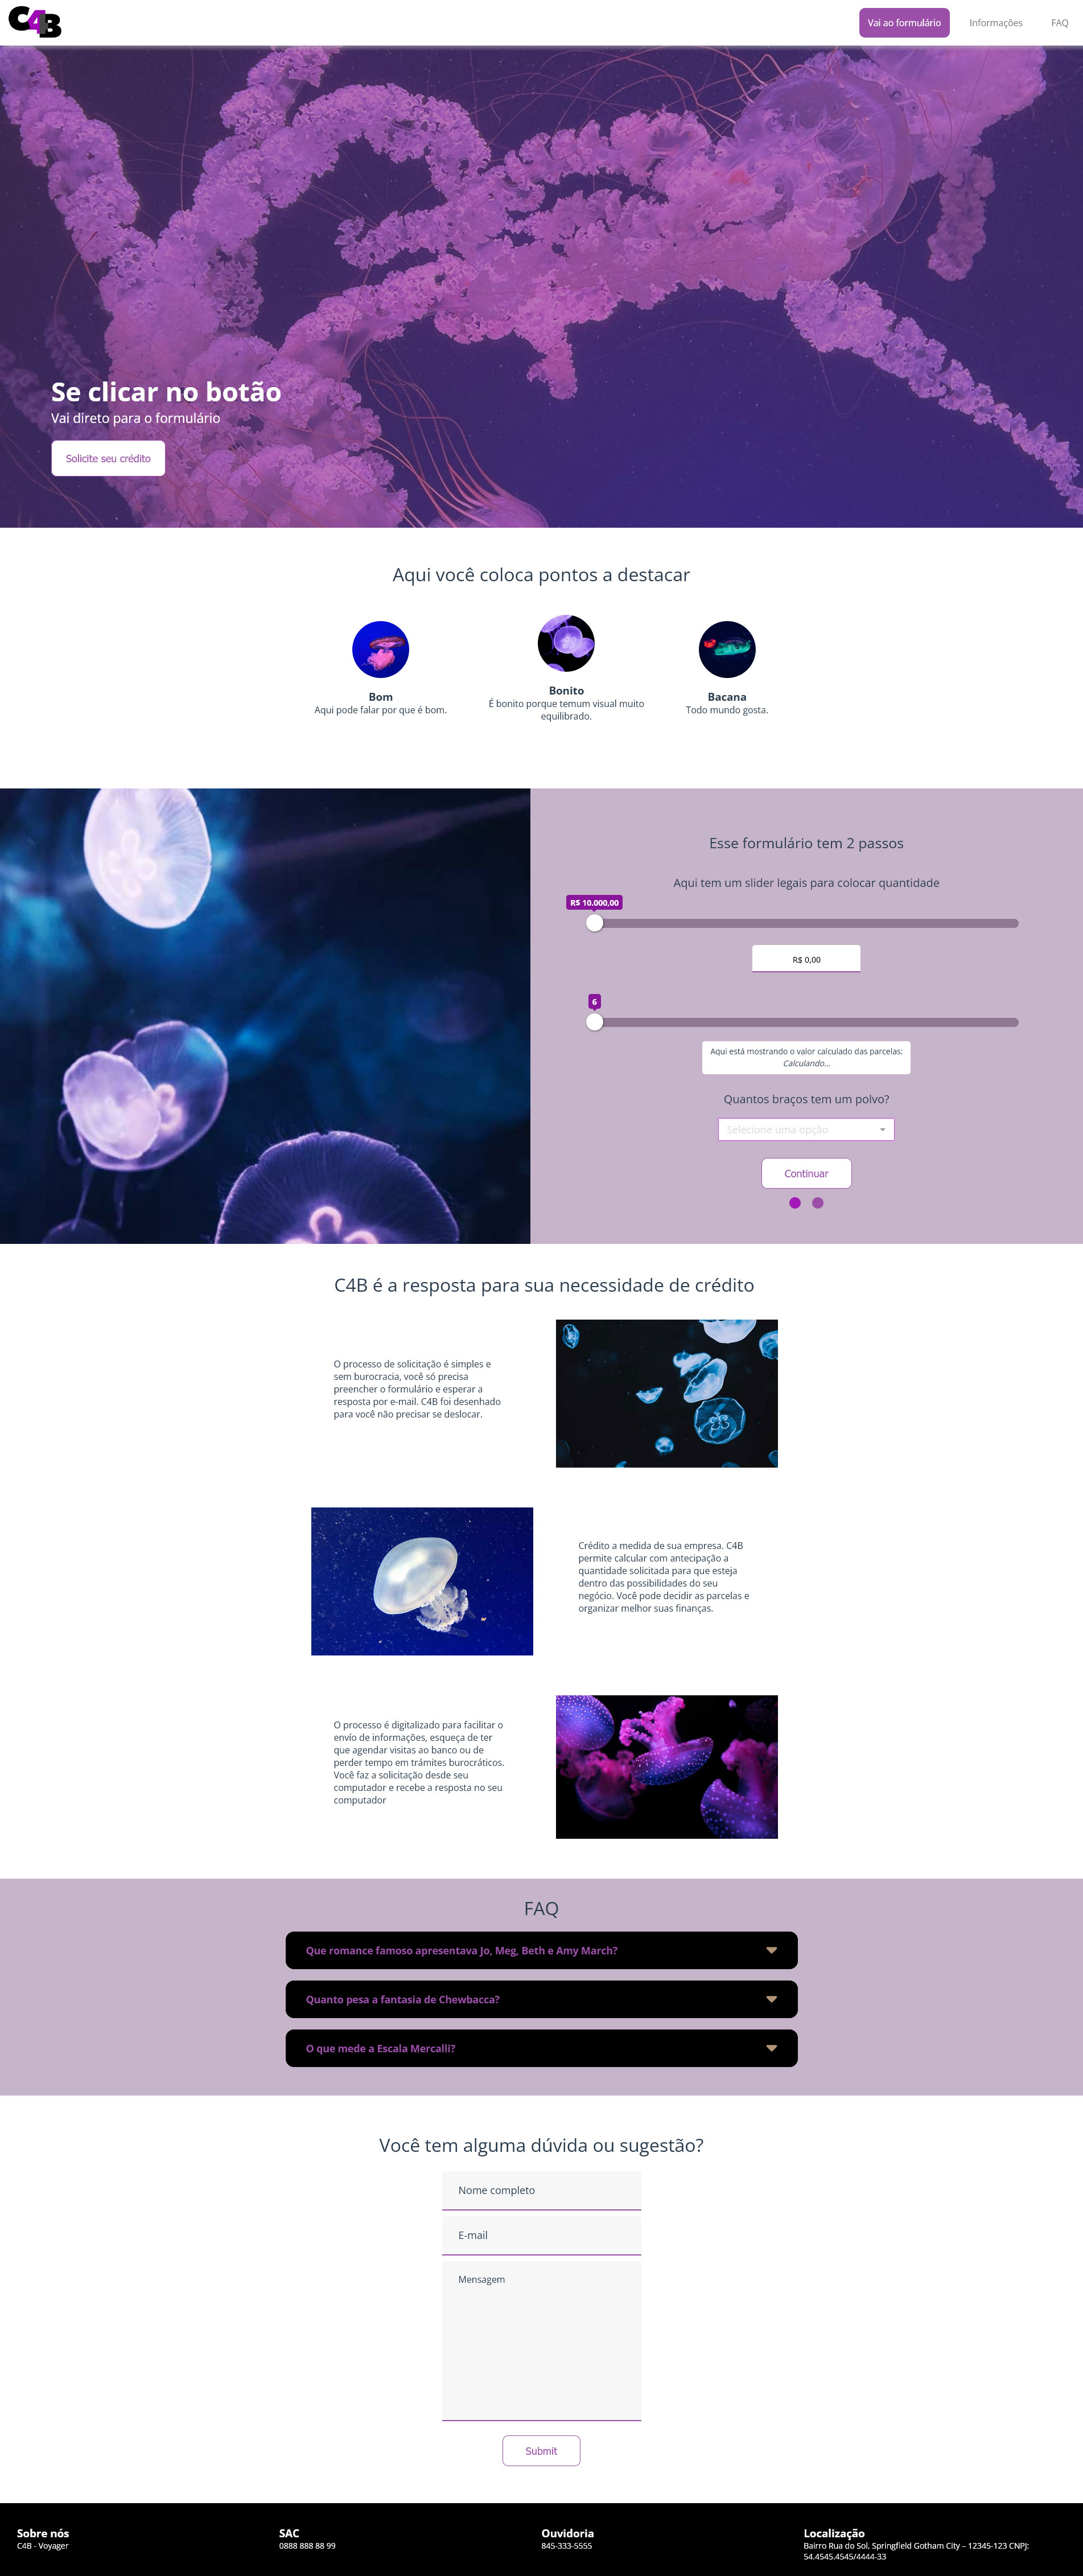 C4B
Vai ao formulário
Informações
FAQ
Se clicar no botão
Vai direto para o formulário
Solicite seu crédito
Aqui você coloca pontos a destacar
Bom
Aqui pode falar por que é bom.
Bonito
É bonito porque temum visual muito
equilibrado.
Bacana
Todo mundo gosta.
Esse formulário tem 2 passos
Aqui tem um slider legais para colocar quantidade
R$ 10.000,00
R$ 0,00
6
Aqui está mostrando o valor calculado das parcelas:
Calculando...
Quantos braços tem um polvo?
Selecione uma opção
Continuar
C4B é a resposta para sua necessidade de crédito
O processo de solicitação é simples e
sem burocracia, você só precisa
preencher o formulário e esperar a
resposta por e-mail. C4B foi desenhado
para você não precisar se deslocar.
Crédito a medida de sua empresa. C4B
permite calcular com antecipação a
quantidade solicitada para que esteja
dentro das possibilidades do seu
negócio. Você pode decidir as parcelas e
organizar melhor suas finanças.
O processo é digitalizado para facilitar o
envío de informações, esqueça de ter
que agendar visitas ao banco ou de
perder tempo em trámites burocráticos.
Você faz a solicitação desde seu
computador e recebe a resposta no seu
computador
FAQ
Que romance famoso apresentava Jo, Meg, Beth e Amy March?
Quanto pesa a fantasia de Chewbacca?
O que mede a Escala Mercalli?
Você tem alguma dúvida ou sugestão?
Nome completo
E-mail
Mensagem
Submit
Sobre nós
C4B - Voyager
SAC
0888 888 88 99
Ouvidoria
845-333-5555
Localização
Bairro Rua do Sol, Springfield Gotham City – 12345-123 CNPJ:
54.4545.4545/4444-33